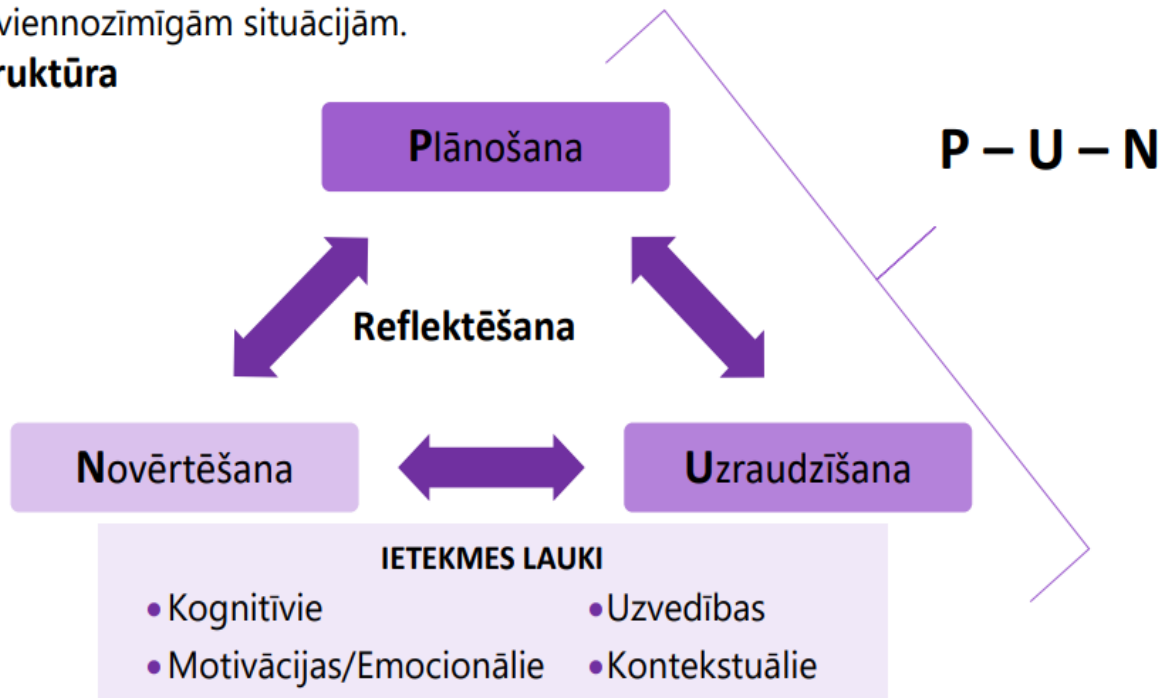 viennozīmīgām situācijām.
ruktūra
Plānošana
P – U – N
Reflektēšana
Novērtēšana
Uzraudzīšana
IETEKMES LAUKI
•Kognitīvie •Uzvedības
•Motivācijas/Emocionālie •Kontekstuālie